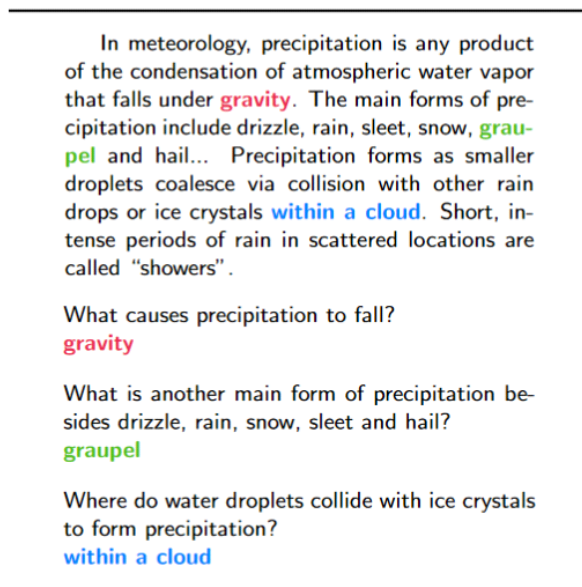 In meteorology, precipitation is any product
of the condensation of atmospheric water vapor
that falls under gravity. The main forms of pre-
cipitation include drizzle, rain, sleet, snow, grau-
pel and hail... Precipitation forms as smaller
droplets coalesce via collision with other rain
drops or ice crystals within a cloud. Short, in-
tense periods of rain in scattered locations are
called “showers”.
What causes precipitation to fall?
gravity
What is another main form of precipitation be-
sides drizzle, rain, snow, sleet and hail?
graupel
Where do water droplets collide with ice crystals
to form precipitation?
within a cloud